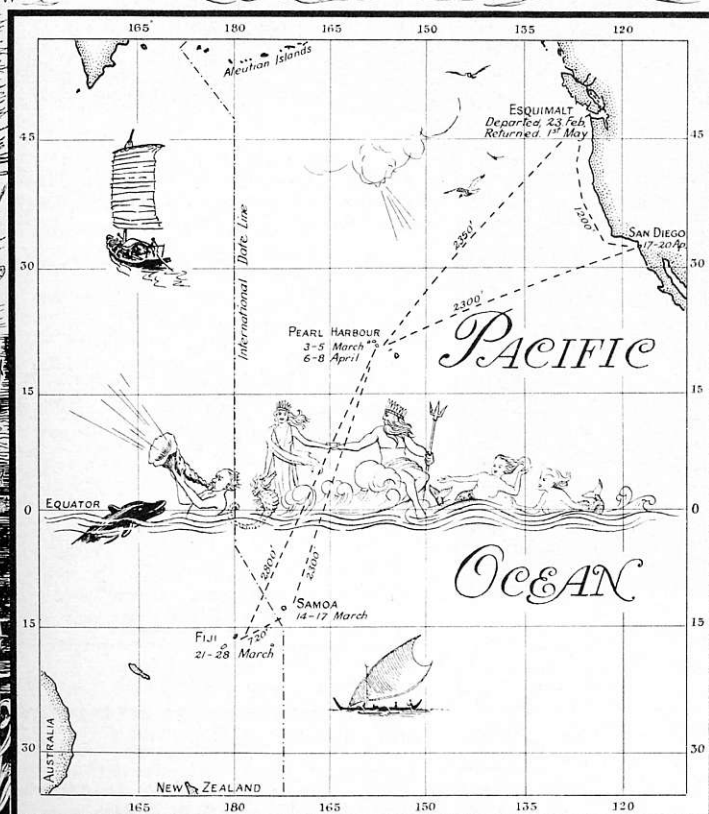 165° 180 165 150 135 120
Aleutian Islands
ESQUIMALT
Departed, 23 Feb,
Returned. 1st May
45 45
1200
SAN DIEGO
17-20 Ap.
2350'
International Date Line
30 30
2300'
PEARL HARBOUR
3-5 March
6-8 April
PACIFIC
15 15
EQUATOR
0 0
2800'
2300'
OCEAN
SAMOA
14-17 March
15 15
FIJI
720'
21-28 March
AUSTRALIA
30 30
NEW ZEALAND
165 180 165 150 135 120